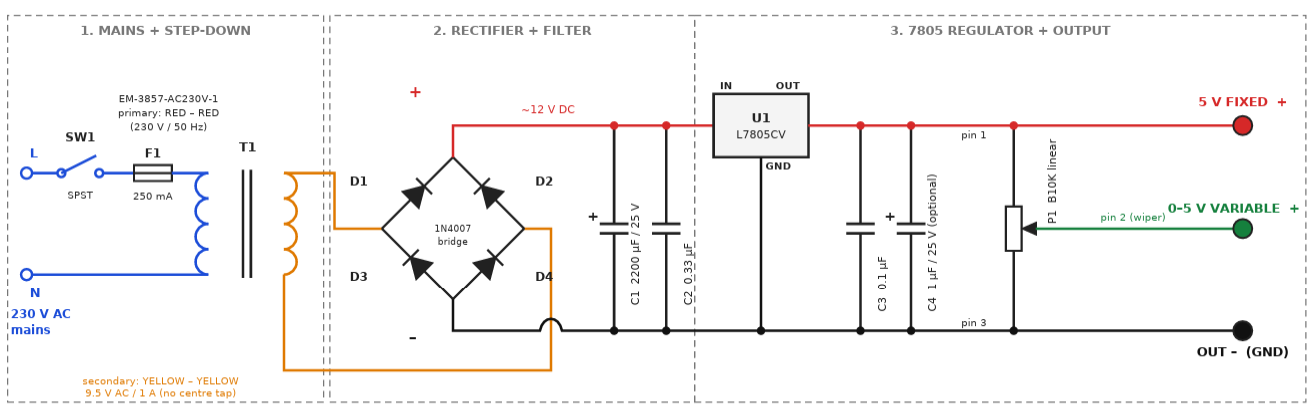 1. MAINS + STEP-DOWN
2. RECTIFIER + FILTER
3. 7805 REGULATOR + OUTPUT
EM-3857-AC230V-1
primary: RED – RED
(230 V / 50 Hz)
SW1
L
F1
T1
SPST
250 mA
N
230 V AC
mains
secondary: YELLOW – YELLOW
9.5 V AC / 1 A (no centre tap)
+
~12 V DC
D1
D2
1N4007
bridge
D3
D4
–
+
C1 2200 µF / 25 V
C2 0.33 µF
IN
OUT
U1
L7805CV
GND
C3 0.1 µF
+
C4 1 µF / 25 V (optional)
pin 1
P1 B10K linear
pin 2 (wiper)
pin 3
5 V FIXED +
0–5 V VARIABLE +
OUT – (GND)